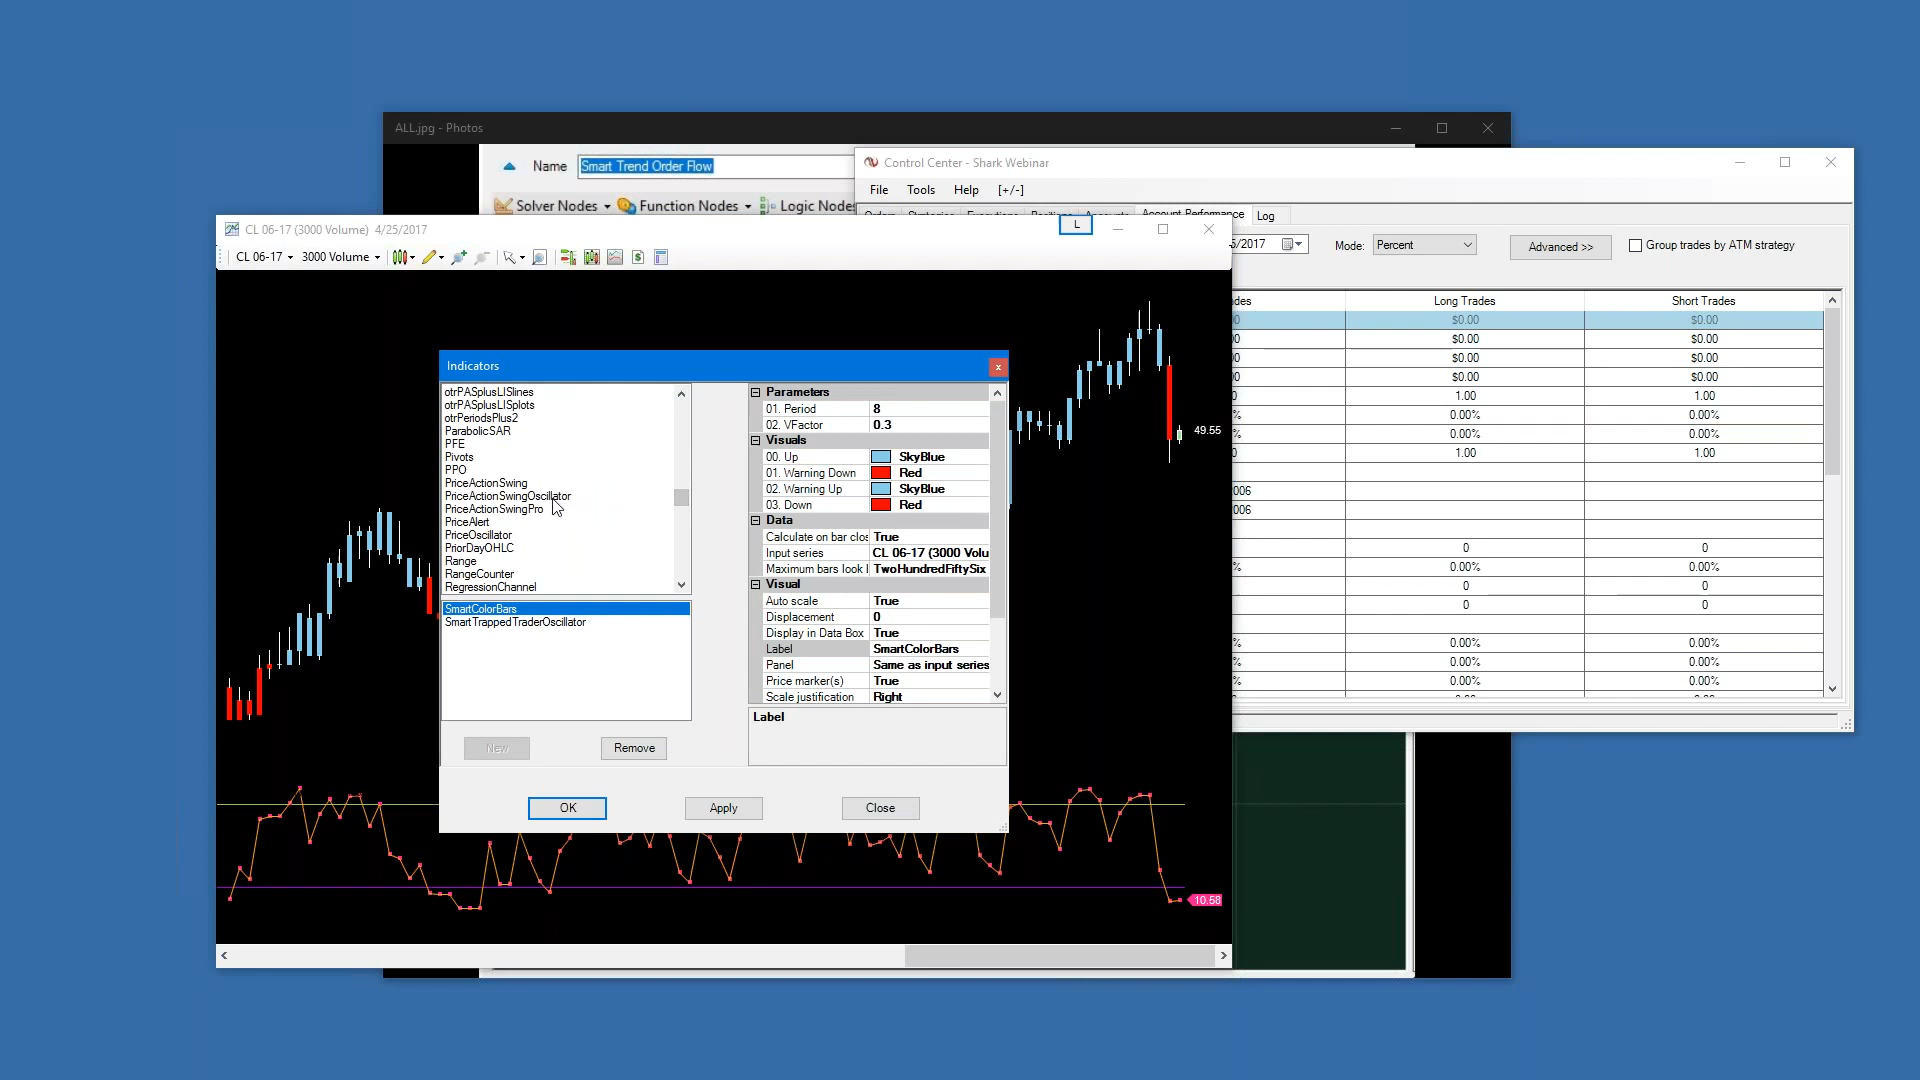 ALL.jpg - Photos
Name Smart Trend Order Flow
Solver Nodes Function Nodes Logic Nodes
Control Center - Shark Webinar
File Tools Help [+/-]
Account Performance Log
5/2017 Mode: Percent Advanced >> Group trades by ATM strategy
Long Trades Short Trades
$0.00 $0.00
$0.00 $0.00
$0.00 $0.00
$0.00 $0.00
1.00 1.00
0.00% 0.00%
0.00% 0.00%
1.00 1.00
2006
2006
0 0
0.00% 0.00%
0 0
0 0
0.00% 0.00%
0.00% 0.00%
0.00% 0.00%
CL 06-17 (3000 Volume) 4/25/2017
L
CL 06-17 3000 Volume
49.55
10.58
Indicators
otrPASplusLISlines
otrPASplusLISplots
otrPeriodsPlus2
ParabolicSAR
PFE
Pivots
PPO
PriceActionSwing
PriceActionSwingOscillator
PriceActionSwingPro
PriceAlert
PriceOscillator
PriorDayOHLC
Range
RangeCounter
RegressionChannel
SmartColorBars
SmartTrappedTraderOscillator
New Remove
Parameters
01. Period 8
02. VFactor 0.3
Visuals
00. Up SkyBlue
01. Warning Down Red
02. Warning Up SkyBlue
03. Down Red
Data
Calculate on bar clos True
Input series CL 06-17 (3000 Volu
Maximum bars look l TwoHundredFiftySix
Visual
Auto scale True
Displacement 0
Display in Data Box True
Label SmartColorBars
Panel Same as input series
Price marker(s) True
Scale justification Right
Label
OK Apply Close